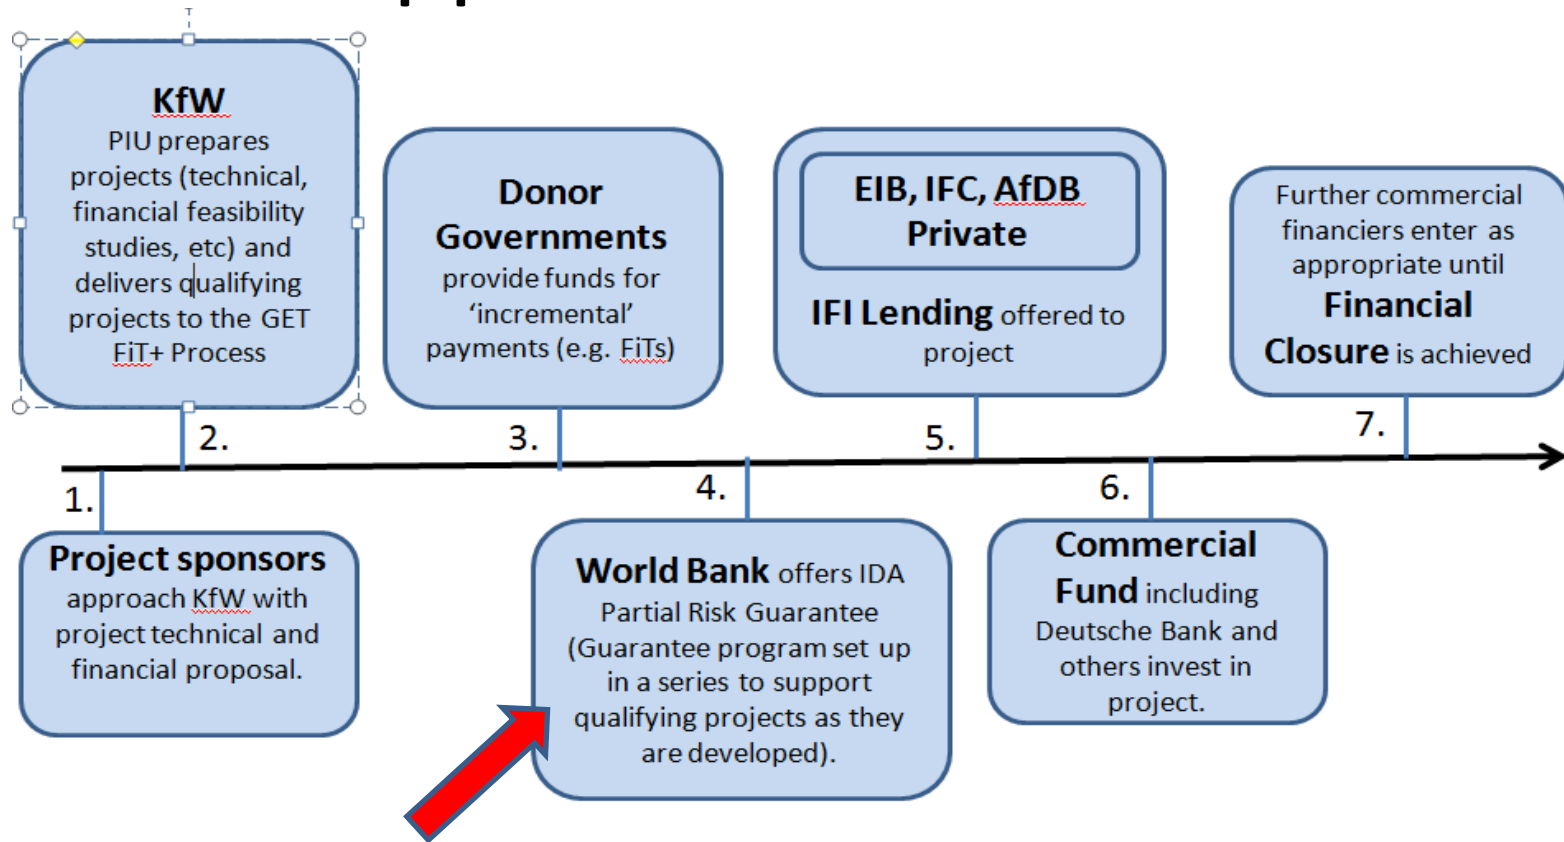 KfW
PIU prepares
projects (technical,
financial feasibility
studies, etc) and
delivers qualifying
projects to the GET
FiT+ Process
2.
Donor
Governments
provide funds for
‘incremental’
payments (e.g. FiTs)
3.
EIB, IFC, AfDB
Private
IFI Lending offered to
project
5.
Further commercial
financiers enter as
appropriate until
Financial
Closure is achieved
7.
1.
Project sponsors
approach KfW with
project technical and
financial proposal.
4.
World Bank offers IDA
Partial Risk Guarantee
(Guarantee program set up
in a series to support
qualifying projects as they
are developed).
6.
Commercial
Fund including
Deutsche Bank and
others invest in
project.